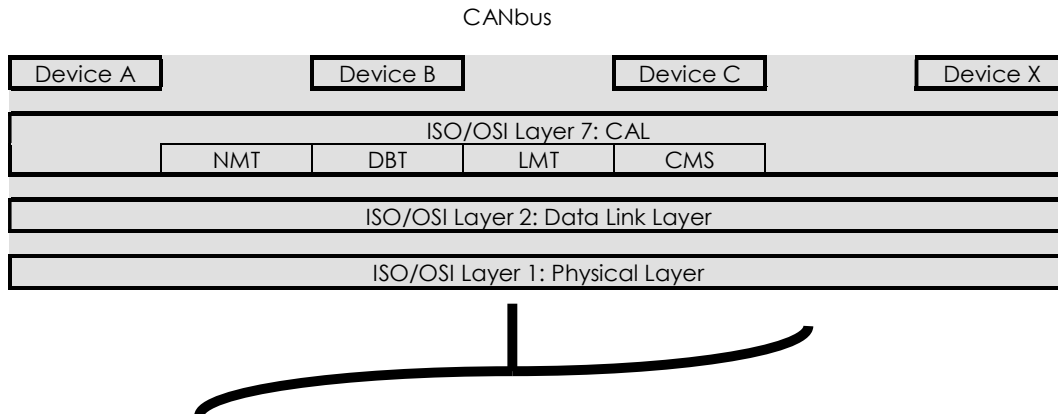 CANbus
Device A Device B Device C Device X
ISO/OSI Layer 7: CAL
NMT DBT LMT CMS
ISO/OSI Layer 2: Data Link Layer
ISO/OSI Layer 1: Physical Layer